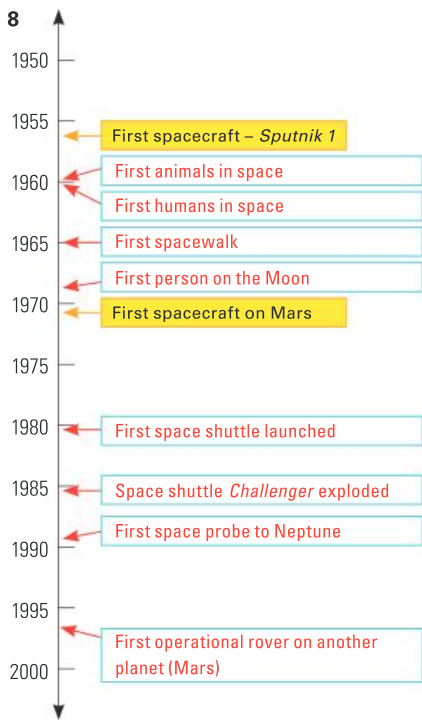 8
1950
1955
First spacecraft – Sputnik 1
First animals in space
1960
First humans in space
1965
First spacewalk
First person on the Moon
1970
First spacecraft on Mars
1975
1980
First space shuttle launched
1985
Space shuttle Challenger exploded
First space probe to Neptune
1990
1995
First operational rover on another
planet (Mars)
2000